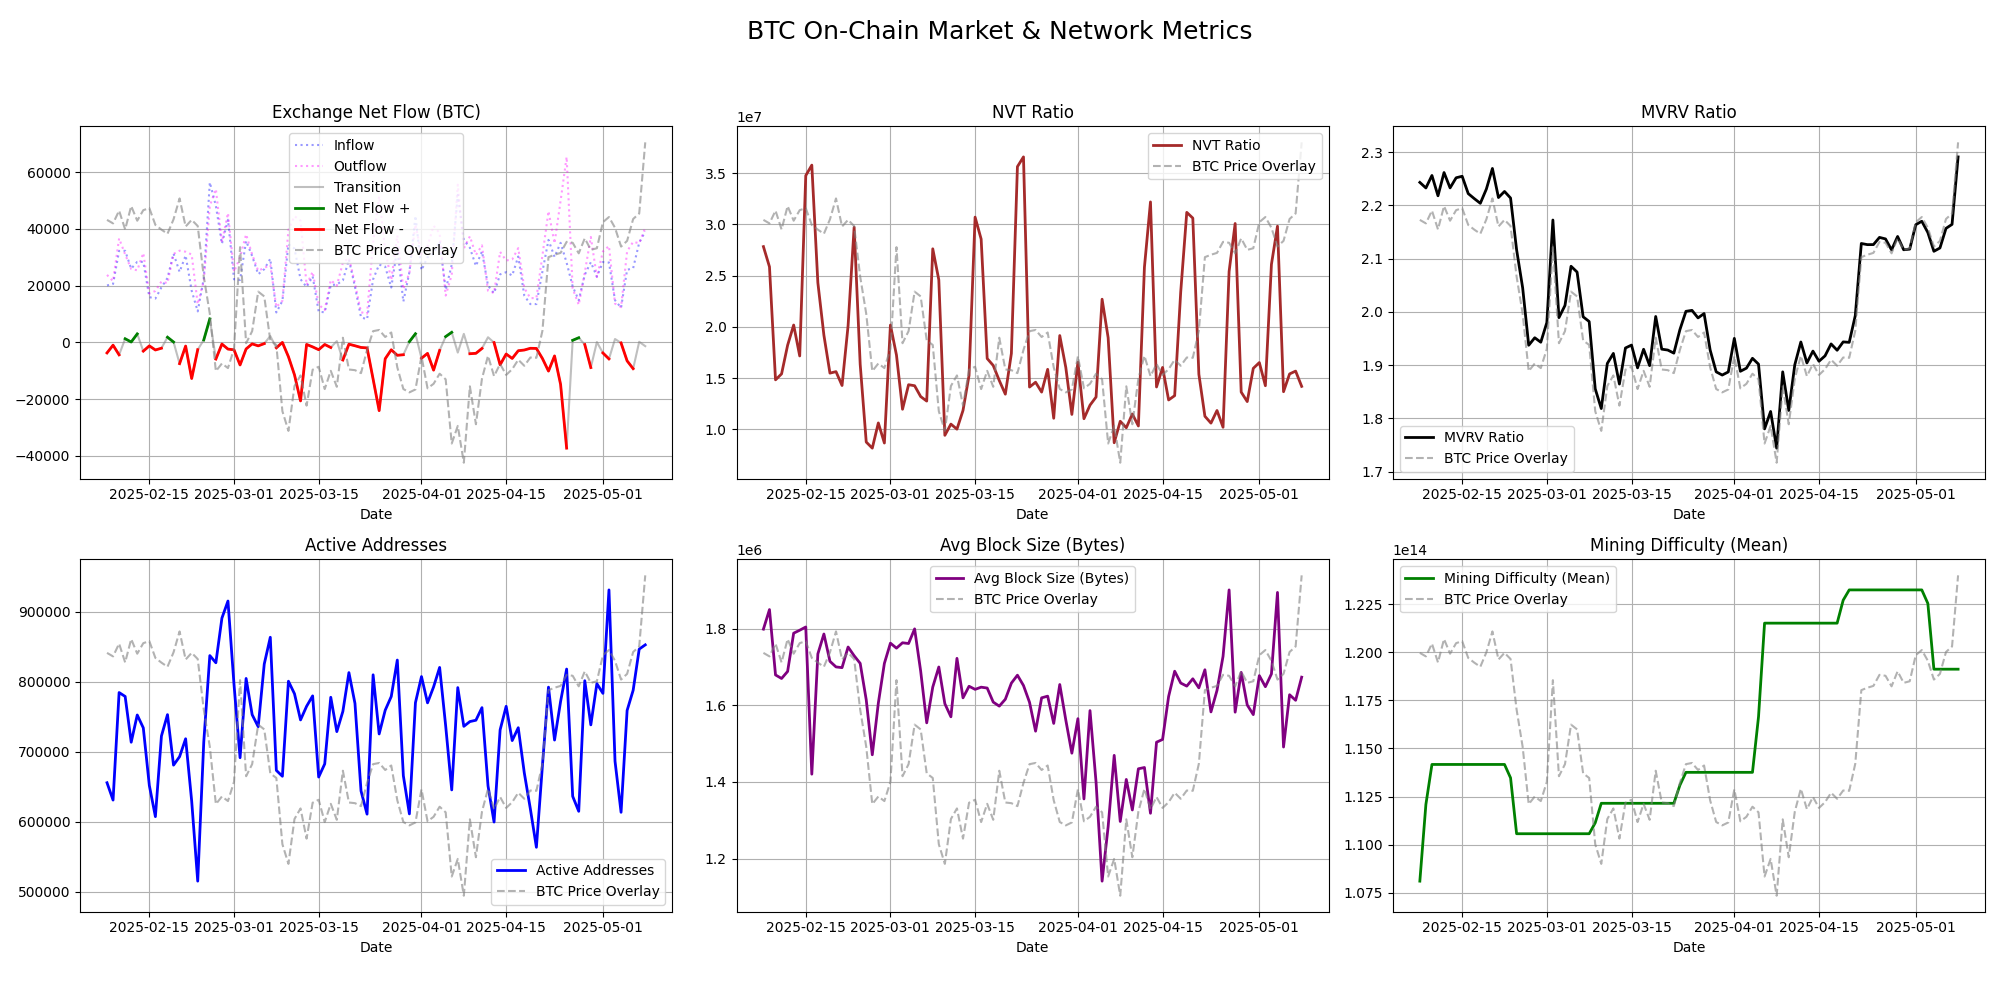 BTC On-Chain Market & Network Metrics
Exchange Net Flow (BTC)
Inflow
Outflow
Transition
Net Flow +
Net Flow -
BTC Price Overlay
60000
40000
20000
0
−20000
−40000
2025-02-15 2025-03-01 2025-03-15 2025-04-01 2025-04-15 2025-05-01
Date
NVT Ratio
1e7
NVT Ratio
BTC Price Overlay
3.5
3.0
2.5
2.0
1.5
1.0
2025-02-15 2025-03-01 2025-03-15 2025-04-01 2025-04-15 2025-05-01
Date
MVRV Ratio
2.3
2.2
2.1
2.0
1.9
1.8
1.7
MVRV Ratio
BTC Price Overlay
2025-02-15 2025-03-01 2025-03-15 2025-04-01 2025-04-15 2025-05-01
Date
Active Addresses
900000
800000
700000
600000
500000
Active Addresses
BTC Price Overlay
2025-02-15 2025-03-01 2025-03-15 2025-04-01 2025-04-15 2025-05-01
Date
Avg Block Size (Bytes)
1e6
Avg Block Size (Bytes)
BTC Price Overlay
1.8
1.6
1.4
1.2
2025-02-15 2025-03-01 2025-03-15 2025-04-01 2025-04-15 2025-05-01
Date
Mining Difficulty (Mean)
1e14
Mining Difficulty (Mean)
BTC Price Overlay
1.225
1.200
1.175
1.150
1.125
1.100
1.075
2025-02-15 2025-03-01 2025-03-15 2025-04-01 2025-04-15 2025-05-01
Date